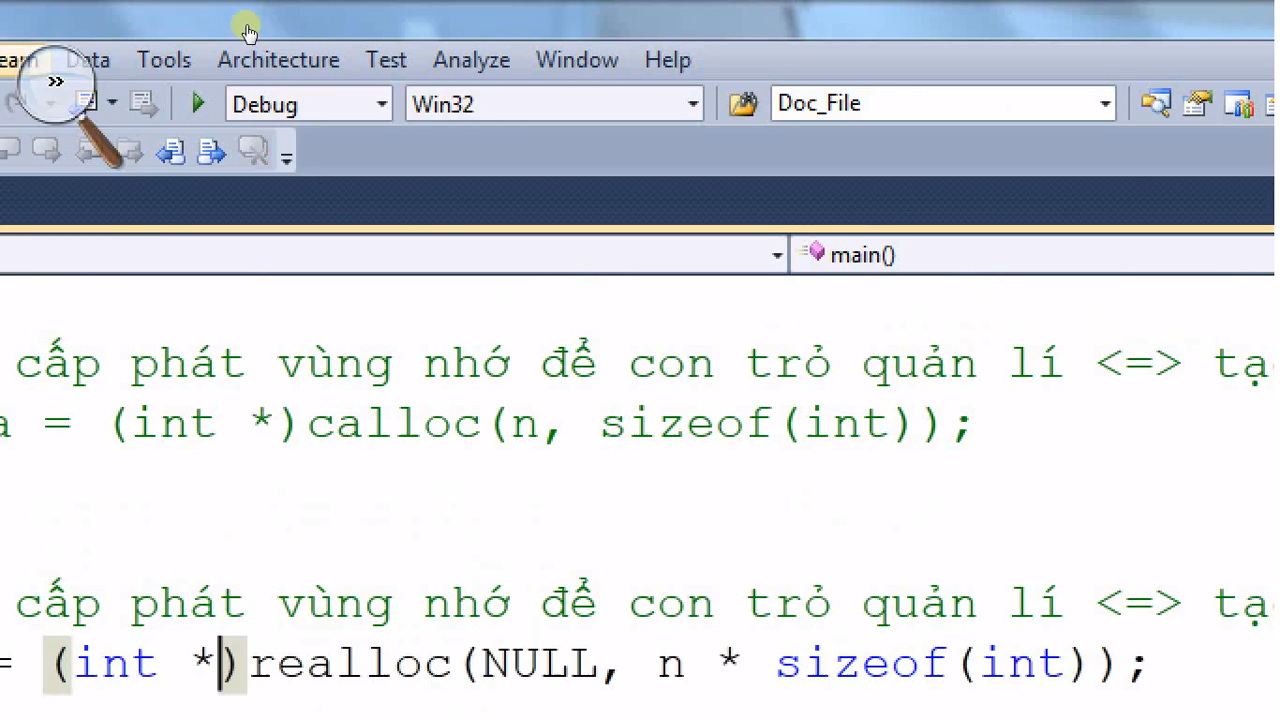 Data Tools Architecture Test Analyze Window Help
Debug Win32 Doc_File
main()
cấp phát vùng nhớ để con trỏ quản lí <=> tạ
a = (int *)calloc(n, sizeof(int));
cấp phát vùng nhớ để con trỏ quản lí <=> tạ
= (int *)realloc(NULL, n * sizeof(int));